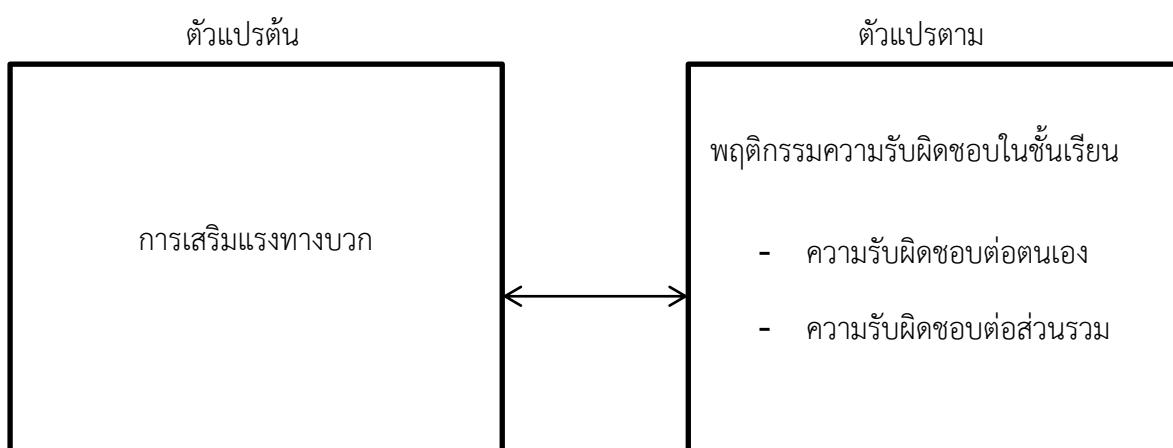 ตัวแปรต้น
ตัวแปรตาม
การเสริมแรงทางบวก
พฤติกรรมความรับผิดชอบในชั้นเรียน
- ความรับผิดชอบต่อตนเอง
- ความรับผิดชอบต่อส่วนรวม